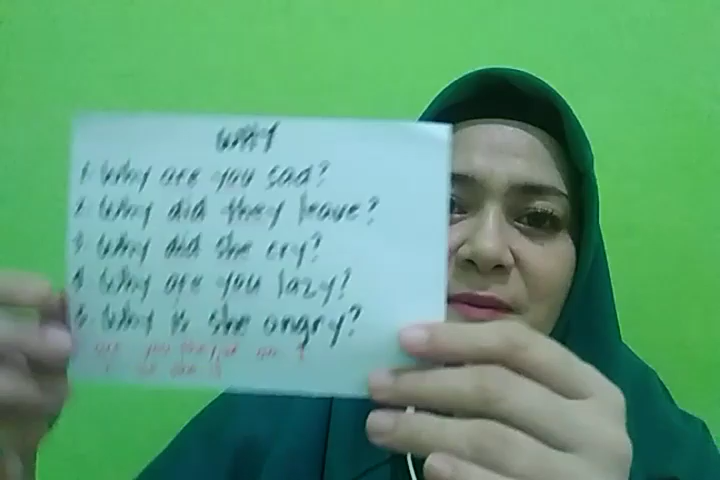 WHY
1. Why are you sad?
2. Why did they leave?
3. Why did she cry?
4. Why are you lazy?
5. Why is she angry?